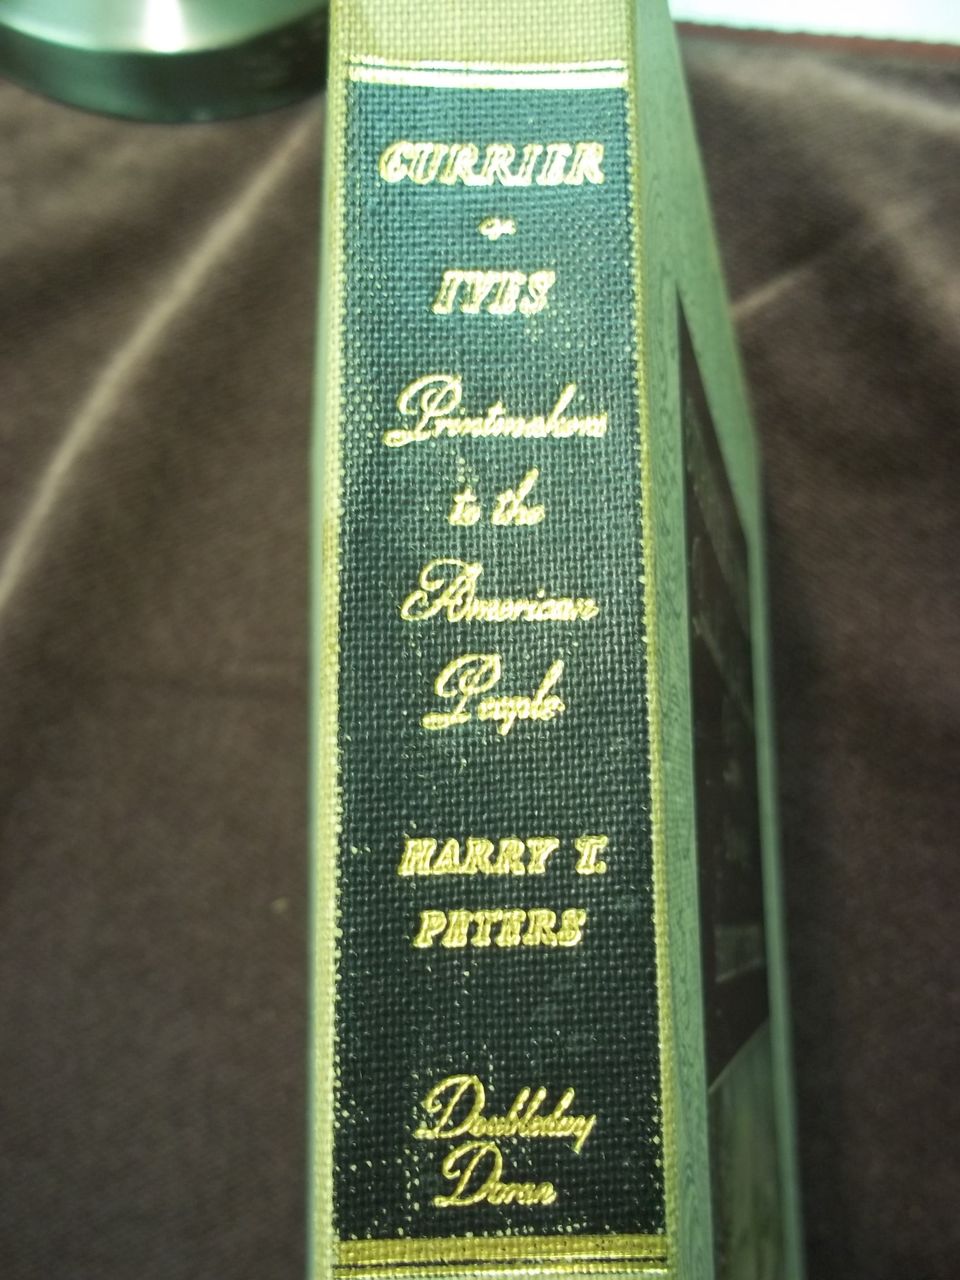 CURRIER
&
IVES
Printmakers
to the
American
People
HARRY T.
PETERS
Doubleday
Doran